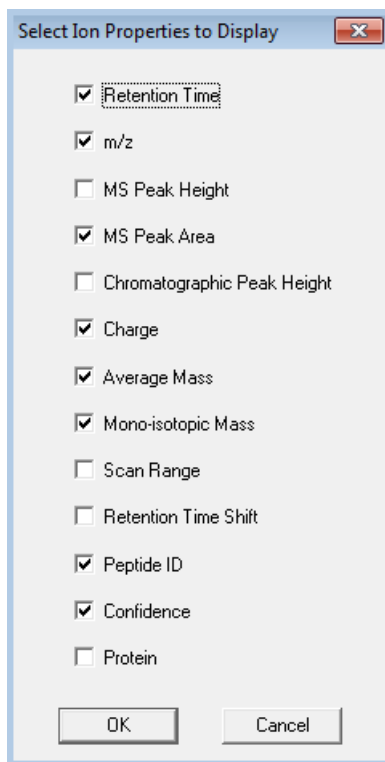 Select Ion Properties to Display
Retention Time
m/z
MS Peak Height
MS Peak Area
Chromatographic Peak Height
Charge
Average Mass
Mono-isotopic Mass
Scan Range
Retention Time Shift
Peptide ID
Confidence
Protein
OK Cancel